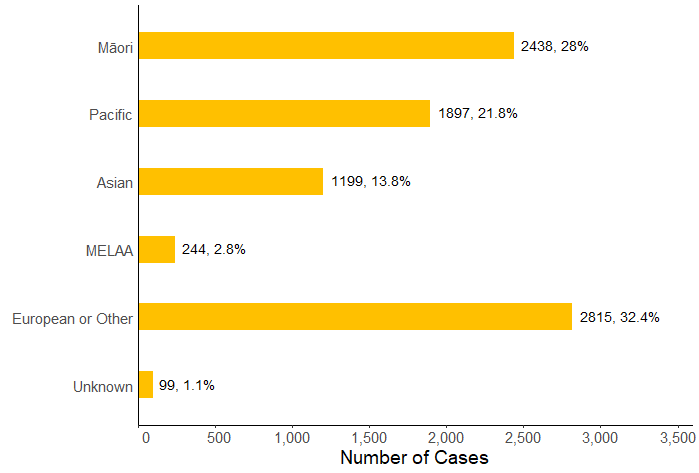 Māori 2438, 28%
Pacific 1897, 21.8%
Asian 1199, 13.8%
MELAA 244, 2.8%
European or Other 2815, 32.4%
Unknown 99, 1.1%
0 500 1,000 1,500 2,000 2,500 3,000 3,500
Number of Cases